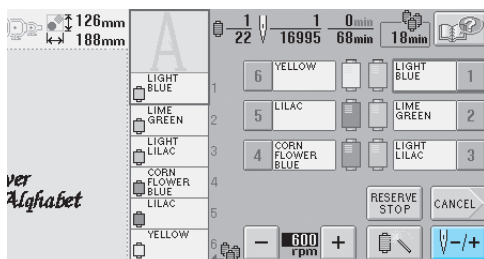 126mm
188mm
A
1
22
1
16995
0min
68min
18min
LIGHT
BLUE
1
LIME
GREEN
2
LIGHT
LILAC
3
CORN
FLOWER
BLUE
4
LILAC
5
YELLOW
6
ver
Alphabet
6
YELLOW
LIGHT
BLUE
1
5
LILAC
LIME
GREEN
2
4
CORN
FLOWER
BLUE
LIGHT
LILAC
3
RESERVE
STOP
CANCEL
−
600
rpm
+
−/+